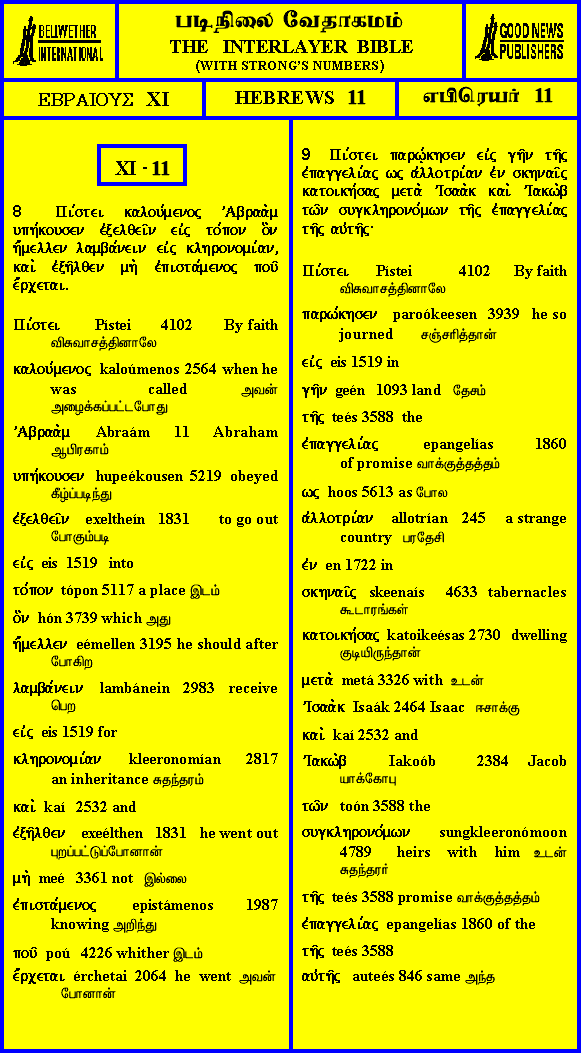 BELLWETHER
INTERNATIONAL
படிநிலை வேதாகமம்
THE INTERLAYER BIBLE
(WITH STRONG'S NUMBERS)
GOOD NEWS
PUBLISHERS
ΕΒΡΑΙΟΥΣ XI
HEBREWS 11
எபிரெயர் 11
XI - 11
8 Πίστει καλούμενος Ἀβραὰμ
υπήκουσεν ἐξελθεῖν εἰς τόπον ὃν
ἤμελλεν λαμβάνειν εἰς κληρονομίαν,
καὶ ἐξῆλθεν μὴ ἐπιστάμενος ποῦ
ἔρχεται..
Πίστει Pístei 4102 By faith
விசுவாசத்தினாலே
καλούμενος kaloúmenos 2564 when he
was called அவன்
அழைக்கப்பட்டபோது
Ἀβραὰμ Abraám 11 Abraham
ஆபிரகாம்
υπήκουσεν hupeékousen 5219 obeyed
கீழ்ப்படிந்து
ἐξελθεῖν exeltheín 1831 to go out
போகும்படி
εἰς eis 1519 into
τόπον tópon 5117 a place இடம்
ὃν hón 3739 which அது
ἤμελλεν eémellen 3195 he should after
போகிற
λαμβάνειν lambánein 2983 receive
பெற
εἰς eis 1519 for
κληρονομίαν kleeronomían 2817
an inheritance சுதந்தரம்
καὶ kaí 2532 and
ἐξῆλθεν exeélthen 1831 he went out
புறப்பட்டுப்போனான்
μὴ meé 3361 not இல்லை
ἐπιστάμενος epistámenos 1987
knowing அறிந்து
ποῦ poú 4226 whither இடம்
ἔρχεται érchetai 2064 he went அவன்
போனான்
9 Πίστει παρῴκησεν εἰς γῆν τῆς
ἐπαγγελίας ως ἀλλοτρίαν ἐν σκηναῖς
κατοικήσας μετὰ Ἰσαὰκ καὶ Ἰακὼβ
τῶν συγκληρονόμων τῆς ἐπαγγελίας
τῆς αὐτῆς·
Πίστει Pístei 4102 By faith
விசுவாசத்தினாலே
παρῴκησεν paroókeesen 3939 he so
journed சஞ்சரித்தான்
εἰς eis 1519 in
γῆν geén 1093 land தேசம்
τῆς teés 3588 the
ἐπαγγελίας epangelías 1860
of promise வாக்குத்தத்தம்
ως hoos 5613 as போல
ἀλλοτρίαν allotrían 245 a strange
country பரதேசி
ἐν en 1722 in
σκηναῖς skeenaís 4633 tabernacles
கூடாரங்கள்
κατοικήσας katoikeésas 2730 dwelling
குடியிருந்தான்
μετὰ metá 3326 with உடன்
Ἰσαὰκ Isaák 2464 Isaac ஈசாக்கு
καὶ kaí 2532 and
Ἰακὼβ Iakoób 2384 Jacob
யாக்கோபு
τῶν toón 3588 the
συγκληρονόμων sungkleeronómoon
4789 heirs with him உடன்
சுதந்தரர்
τῆς teés 3588 promise வாக்குத்தத்தம்
ἐπαγγελίας epangelías 1860 of the
τῆς teés 3588
αὐτῆς auteés 846 same அந்த